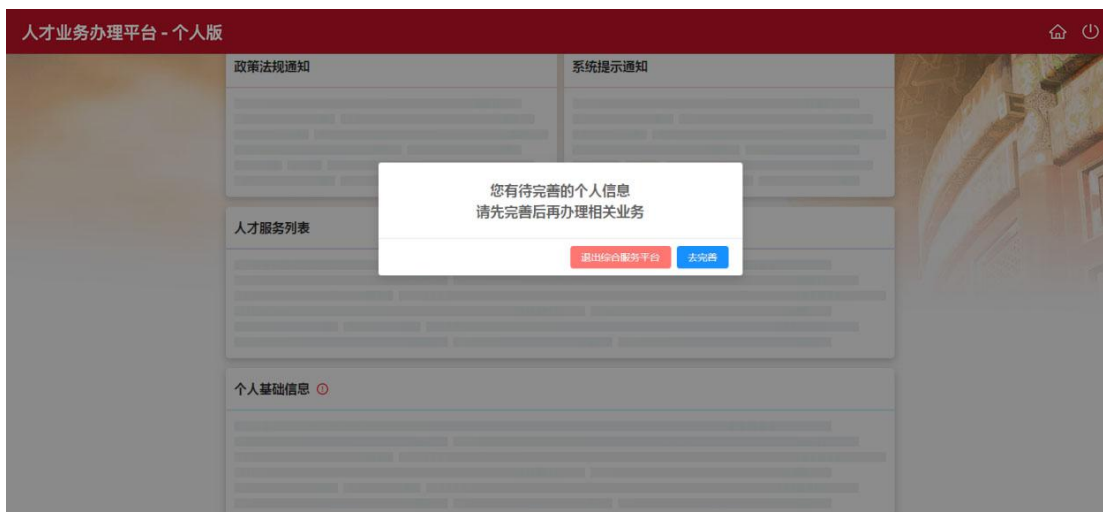 人才业务办理平台 - 个人版
政策法规通知
系统提示通知
您有待完善的个人信息
请先完善后再办理相关业务
人才服务列表
退出综合服务平台
去完善
个人基础信息